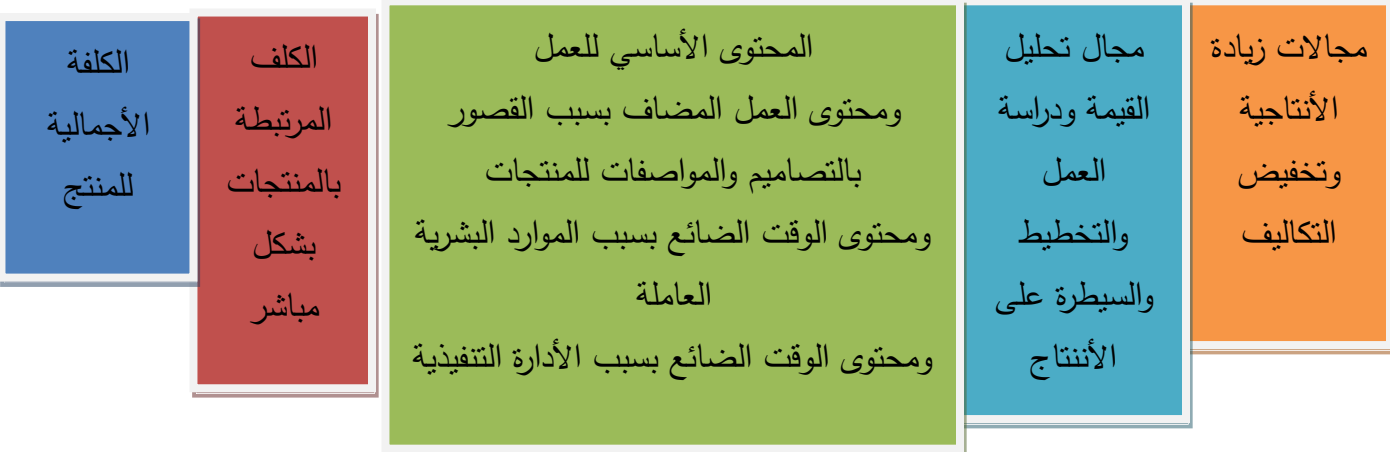 مجالات زيادة
الأنتاجية
وتخفيض
التكاليف
مجال تحليل
القيمة ودراسة
العمل
والتخطيط
والسيطرة على
الأننتاج
المحتوى الأساسي للعمل
ومحتوى العمل المضاف بسبب القصور
بالتصاميم والمواصفات للمنتجات
ومحتوى الوقت الضائع بسبب الموارد البشرية
العاملة
ومحتوى الوقت الضائع بسبب الأدارة التنفيذية
الكلف
المرتبطة
بالمنتجات
بشكل
مباشر
الكلفة
الأجمالية
للمنتج